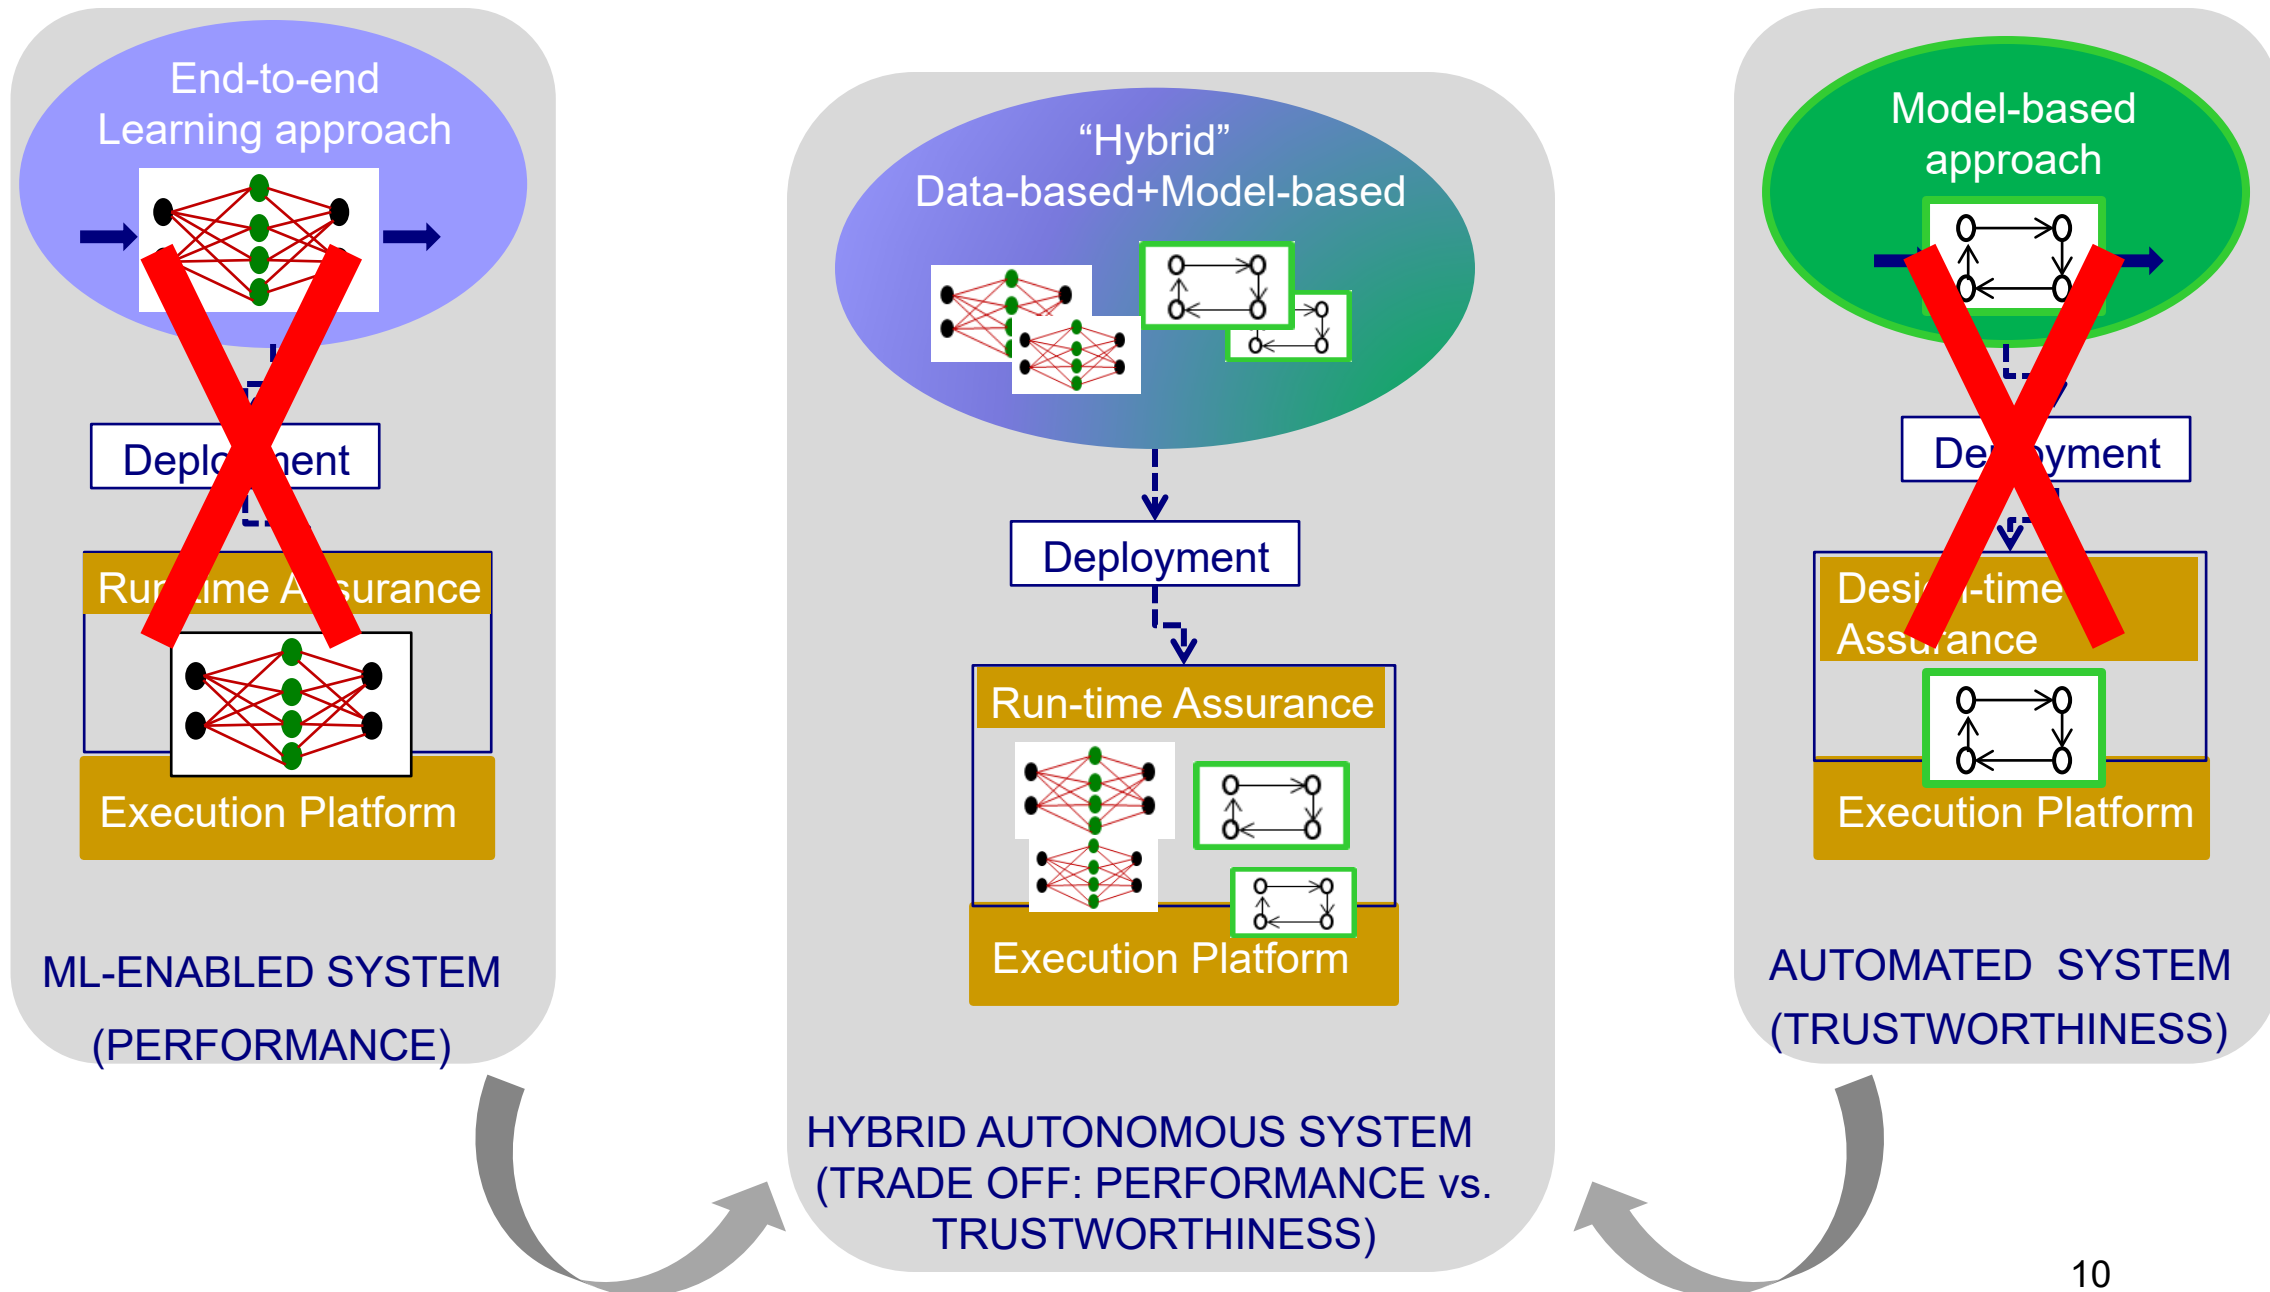 End-to-end
Learning approach
Deployment
Run-time Assurance
Execution Platform
ML-ENABLED SYSTEM
(PERFORMANCE)
“Hybrid”
Data-based+Model-based
Deployment
Run-time Assurance
Execution Platform
HYBRID AUTONOMOUS SYSTEM
(TRADE OFF: PERFORMANCE vs.
TRUSTWORTHINESS)
Model-based
approach
Deployment
Design-time
Assurance
Execution Platform
AUTOMATED SYSTEM
(TRUSTWORTHINESS)
10